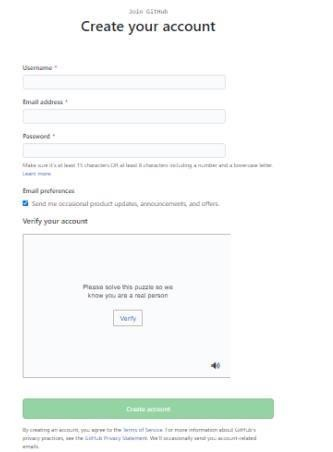 Join GitHub
Create your account
Username *
Email address *
Password *
Make sure it's at least 15 characters OR at least 8 characters including a number and a lowercase letter.
Learn more.
Email preferences
Send me occasional product updates, announcements, and offers.
Verify your account
Please solve this puzzle so we
know you are a real person
Verify
Create account
By creating an account, you agree to the Terms of Service. For more information about GitHub's
privacy practices, see the GitHub Privacy Statement. We'll occasionally send you account-related
emails.